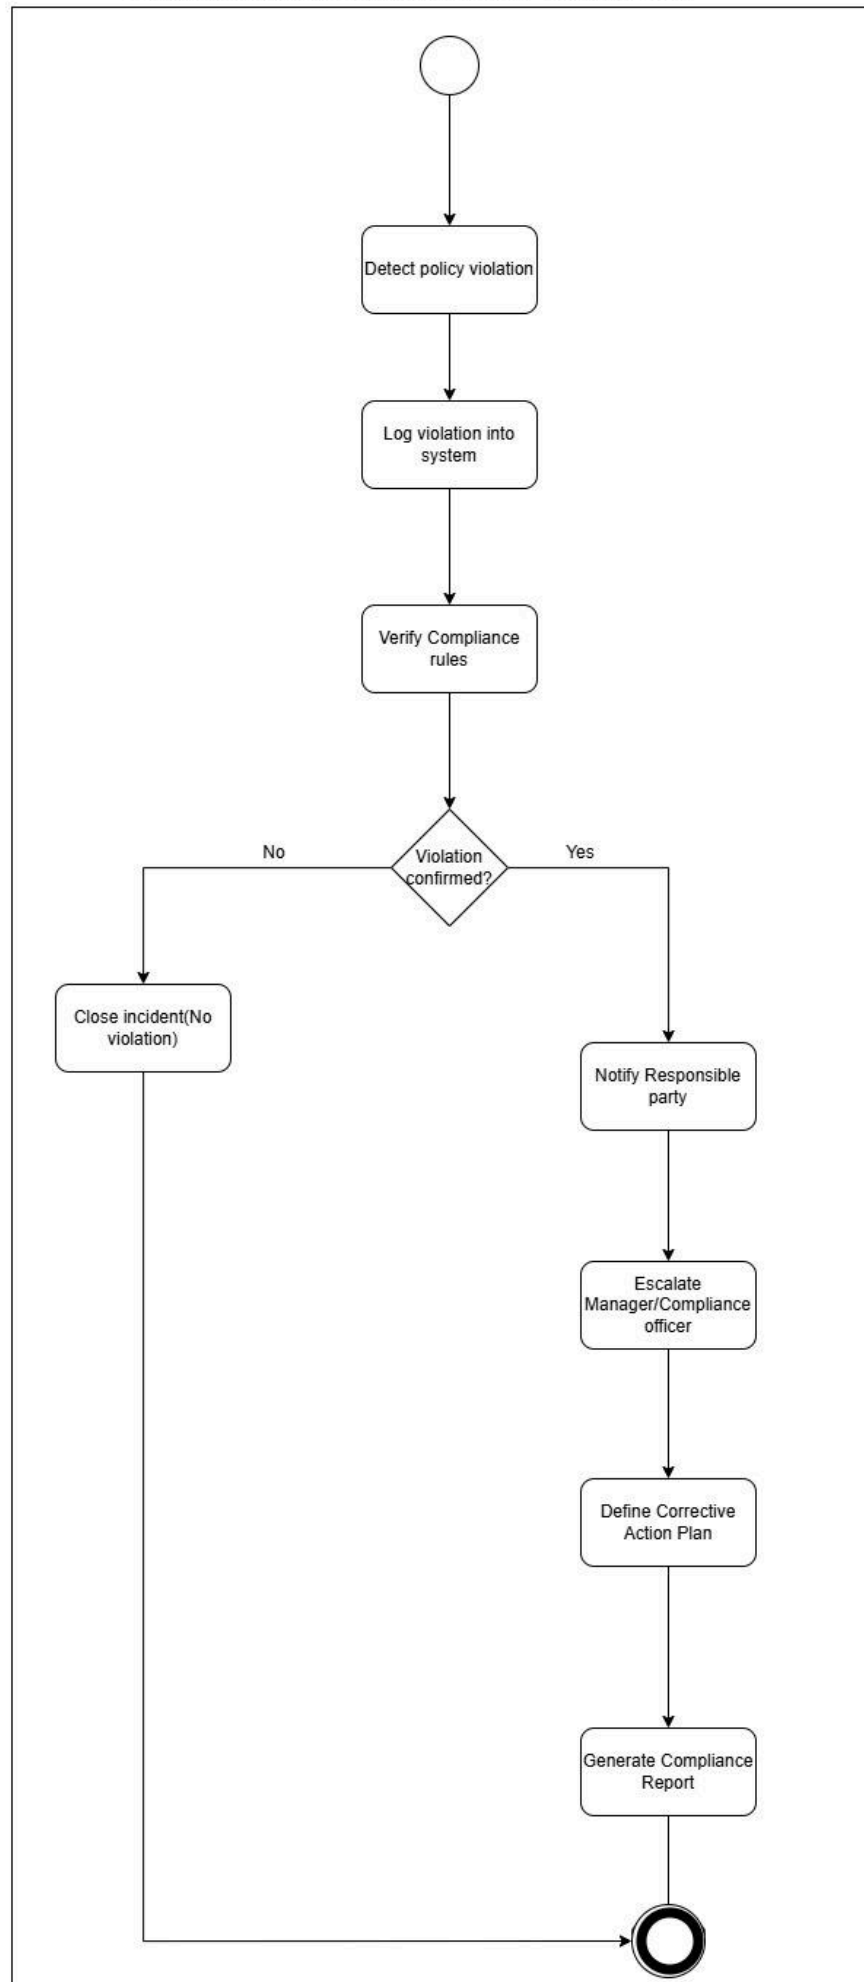 Detect policy violation
Log violation into
system
Verify Compliance
rules
No
Violation
confirmed?
Yes
Close incident(No
violation)
Notify Responsible
party
Escalate
Manager/Compliance
officer
Define Corrective
Action Plan
Generate Compliance
Report